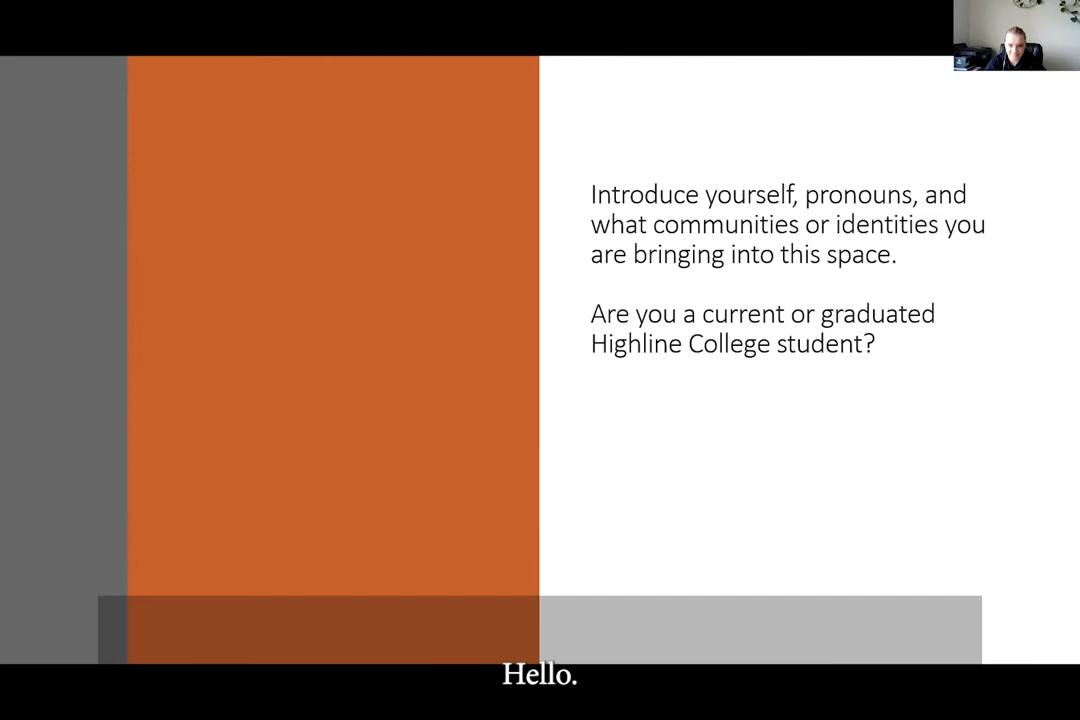 Introduce yourself, pronouns, and
what communities or identities you
are bringing into this space.
Are you a current or graduated
Highline College student?
Hello.